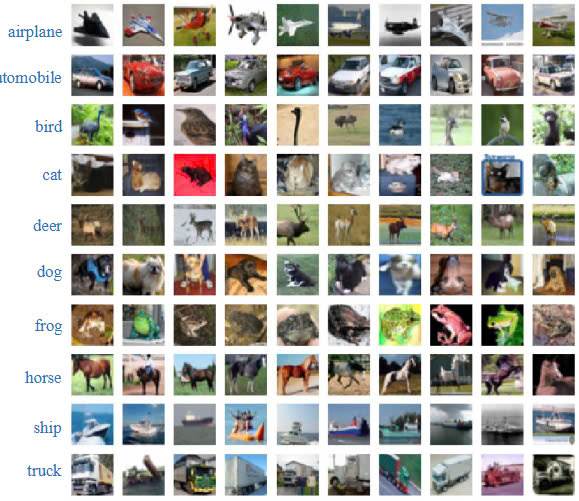 airplane
utomobile
bird
cat
deer
dog
frog
horse
ship
truck